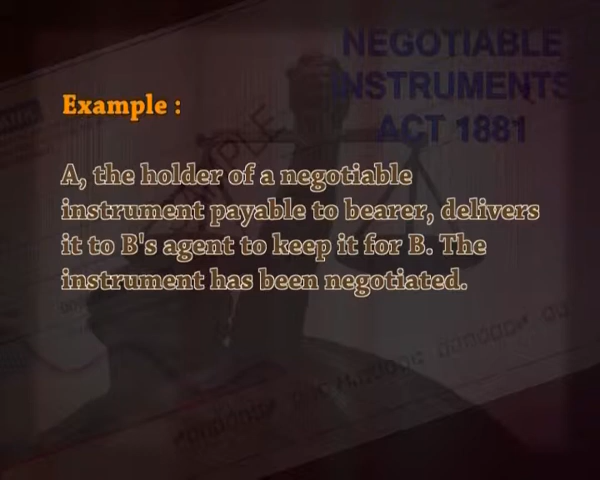 NEGOTIABLE
INSTRUMENTS
ACT 1881
SAMPLE
Example :
A, the holder of a negotiable
instrument payable to bearer, delivers
it to B's agent to keep it for B. The
instrument has been negotiated.